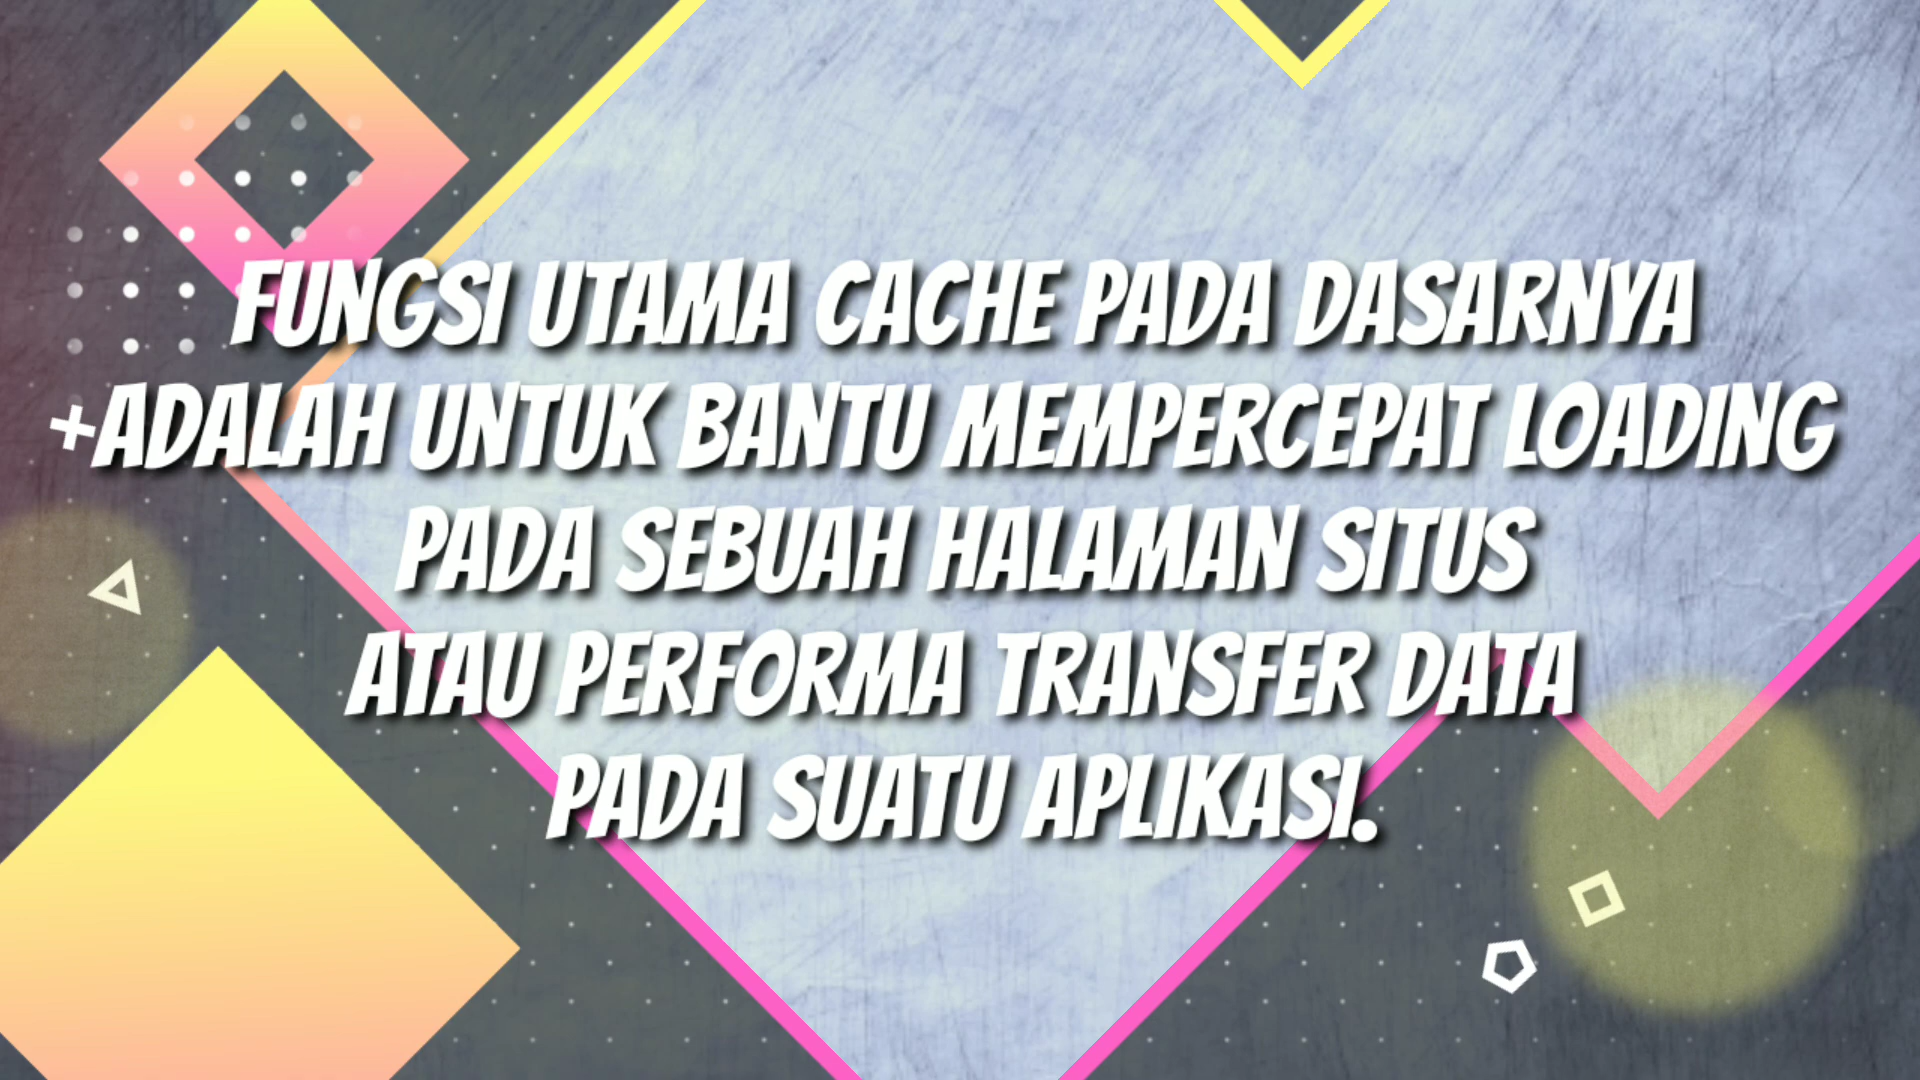 FUNGSI UTAMA CACHE PADA DASARNYA
ADALAH UNTUK BANTU MEMPERCEPAT LOADING
PADA SEBUAH HALAMAN SITUS
ATAU PERFORMA TRANSFER DATA
PADA SUATU APLIKASI.